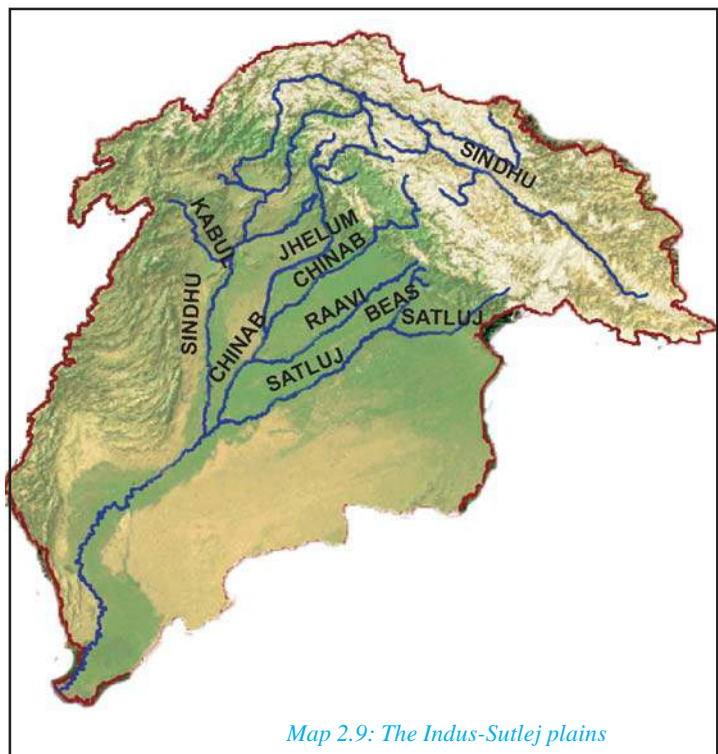 SINDHU
KABUL
JHELUM
CHINAB
SINDHU
CHINAB
RAAVI
BEAS
SATLUJ
SATLUJ
Map 2.9: The Indus-Sutlej plains